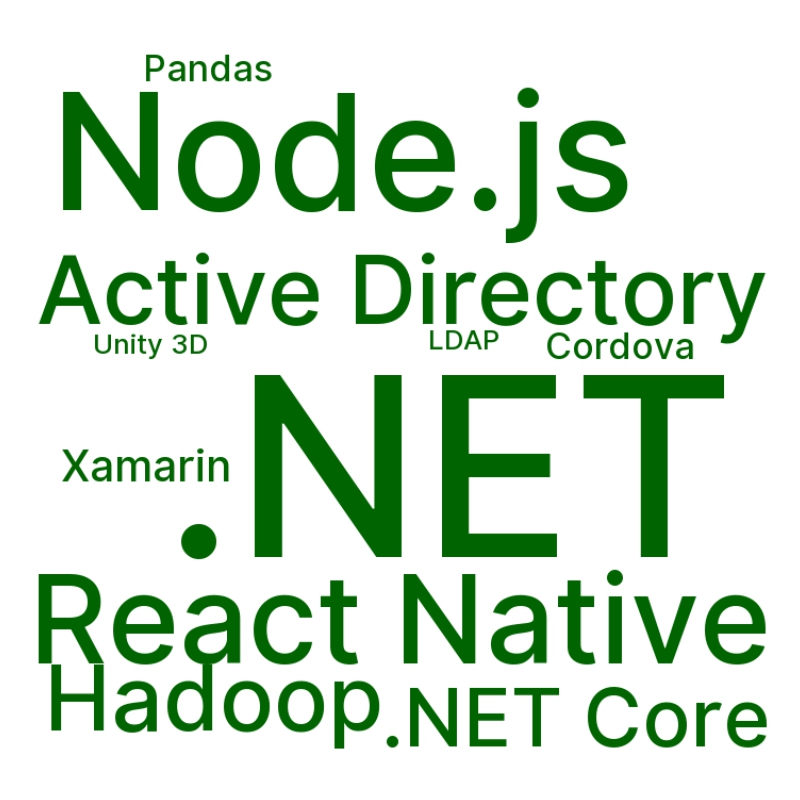 Pandas
Node.js
Active Directory
Unity 3D
LDAP
Cordova
.NET
Xamarin
React Native
Hadoop
.NET Core